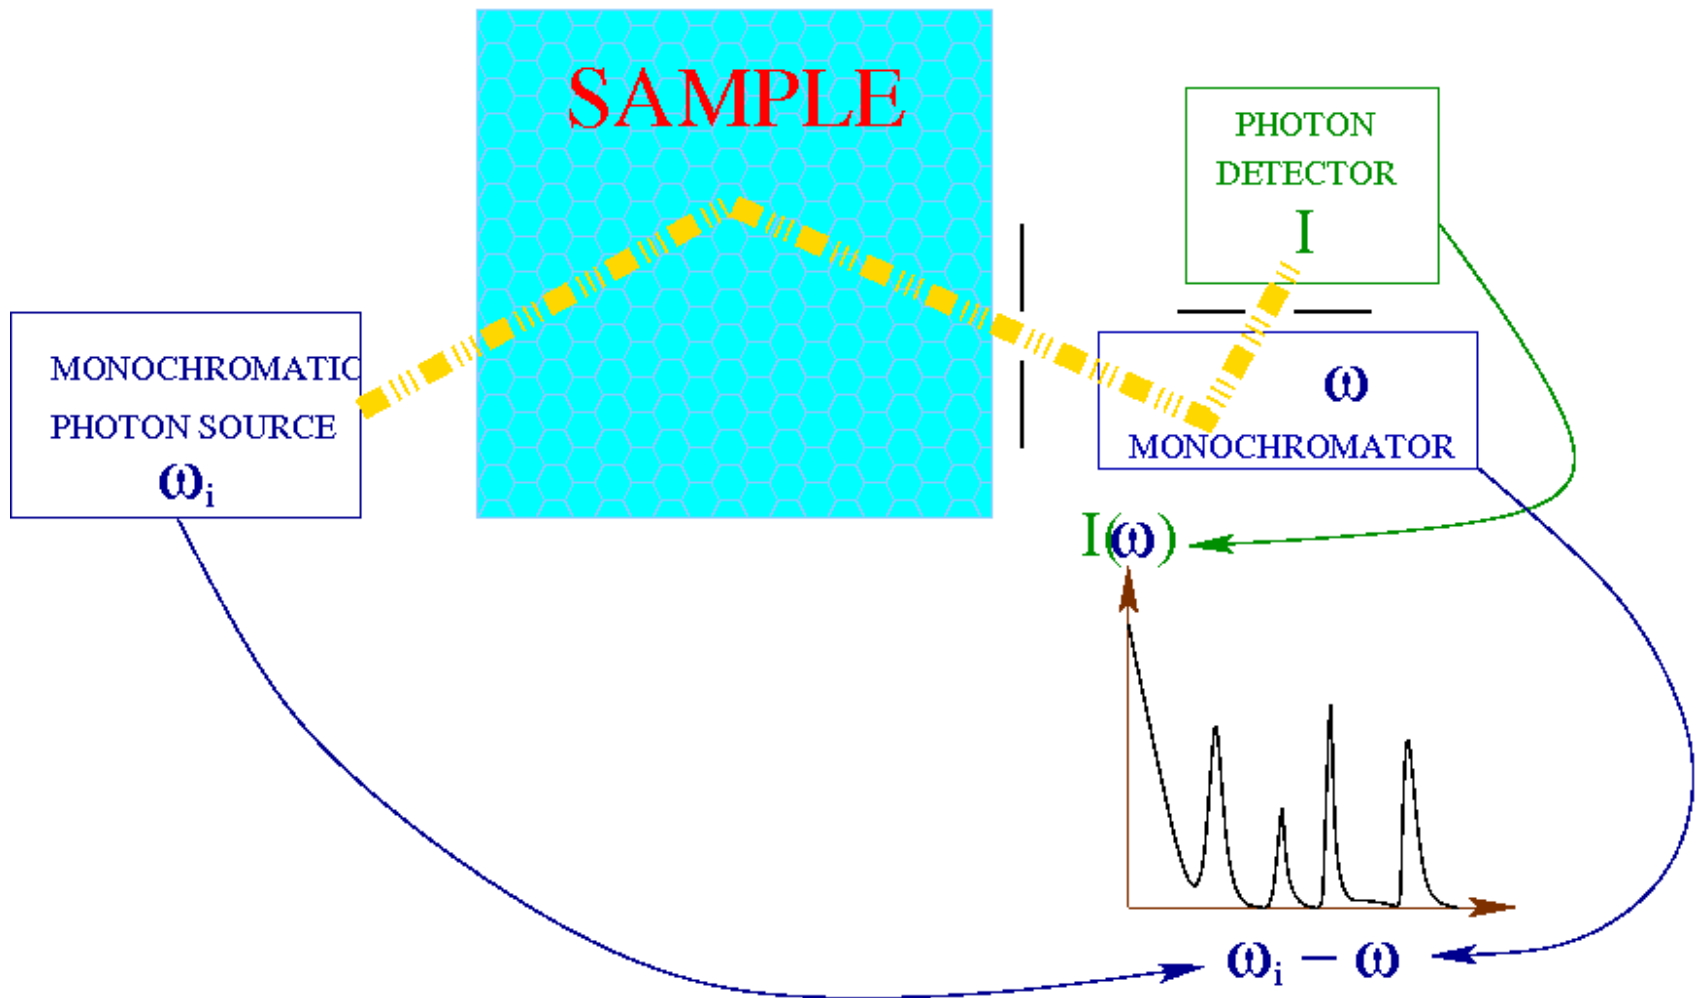 SAMPLE
PHOTON
DETECTOR
I
MONOCHROMATIC
PHOTON SOURCE
ωi
ω
MONOCHROMATOR
I(ω)
ωi − ω